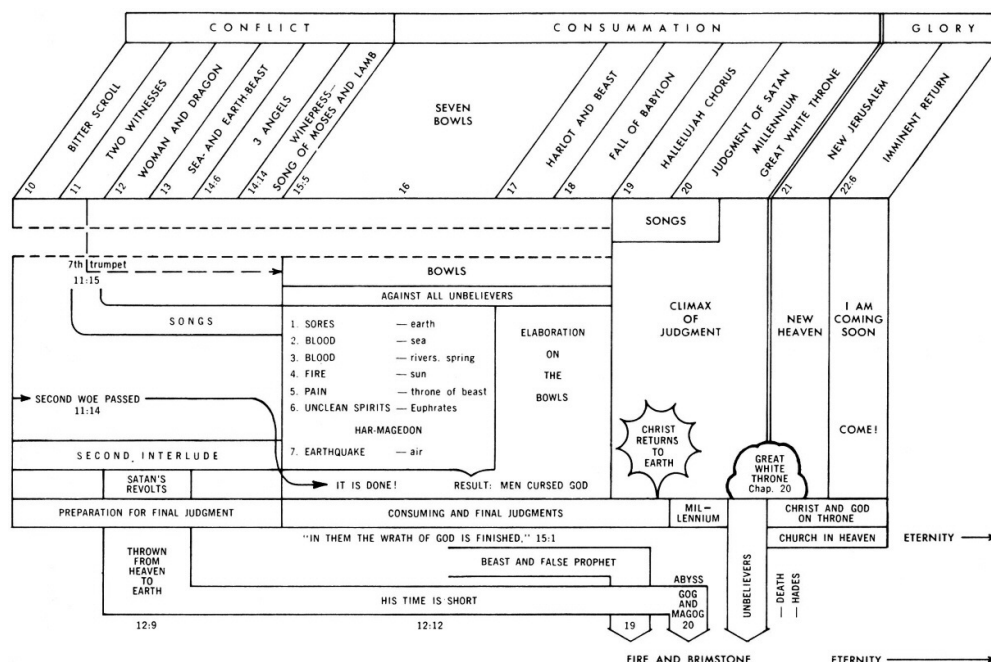 CONFLICT
CONSUMMATION
GLORY
BITTER SCROLL
TWO WITNESSES
WOMAN AND DRAGON
SEA- AND EARTH-BEAST
3 ANGELS
WINEPRESS—
SONG OF MOSES AND LAMB
SEVEN
BOWLS
HARLOT AND BEAST
FALL OF BABYLON
HALLELUJAH CHORUS
JUDGMENT OF SATAN
MILLENNIUM
GREAT WHITE THRONE
NEW JERUSALEM
IMMINENT RETURN
10
11
12
13
14:6
14:14
15:5
16
17
18
19
20
21
22:6
SONGS
7th trumpet
11:15
BOWLS
AGAINST ALL UNBELIEVERS
SONGS
1. SORES — earth
2. BLOOD — sea
3. BLOOD — rivers. spring
4. FIRE — sun
5. PAIN — throne of beast
6. UNCLEAN SPIRITS — Euphrates
HAR-MAGEDON
7. EARTHQUAKE — air
ELABORATION
ON
THE
BOWLS
CLIMAX
OF
JUDGMENT
NEW
HEAVEN
I AM
COMING
SOON
COME!
SECOND WOE PASSED
11:14
CHRIST
RETURNS
TO
EARTH
GREAT
WHITE
THRONE
Chap. 20
SECOND, INTERLUDE
SATAN'S
REVOLTS
IT IS DONE!
RESULT: MEN CURSED GOD
PREPARATION FOR FINAL JUDGMENT
CONSUMING AND FINAL JUDGMENTS
MIL–
LENNIUM
CHRIST AND GOD
ON THRONE
"IN THEM THE WRATH OF GOD IS FINISHED," 15:1
CHURCH IN HEAVEN
ETERNITY
THROWN
FROM
HEAVEN
TO
EARTH
BEAST AND FALSE PROPHET
HIS TIME IS SHORT
ABYSS
GOG
AND
MAGOG
20
UNBELIEVERS
— DEATH
— HADES
12:9
12:12
19
FIRE AND BRIMSTONE
ETERNITY